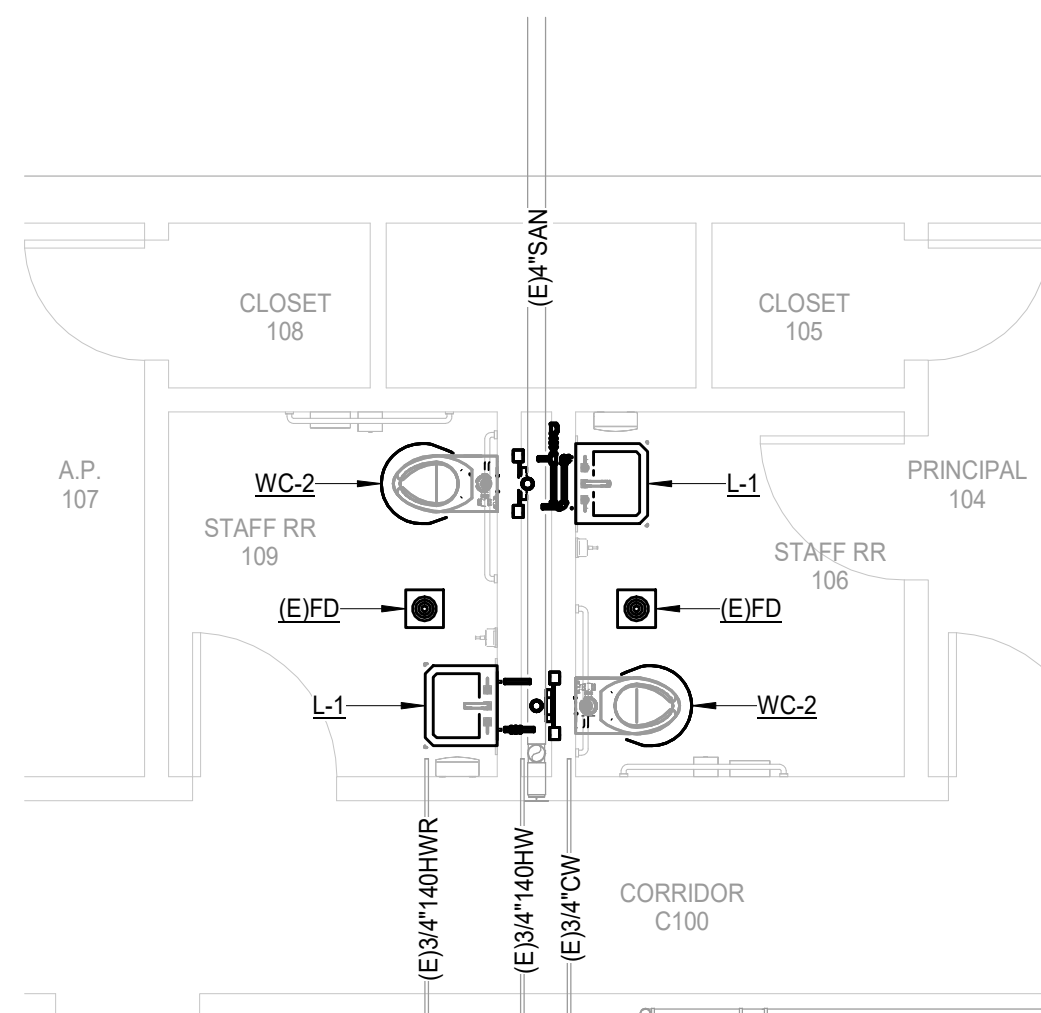 (E)4"SAN
CLOSET
108
CLOSET
105
A.P.
107
WC-2
L-1
PRINCIPAL
104
STAFF RR
109
STAFF RR
106
(E)FD
(E)FD
L-1
WC-2
(E)3/4"140HWR
(E)3/4"140HW
(E)3/4"CW
CORRIDOR
C100